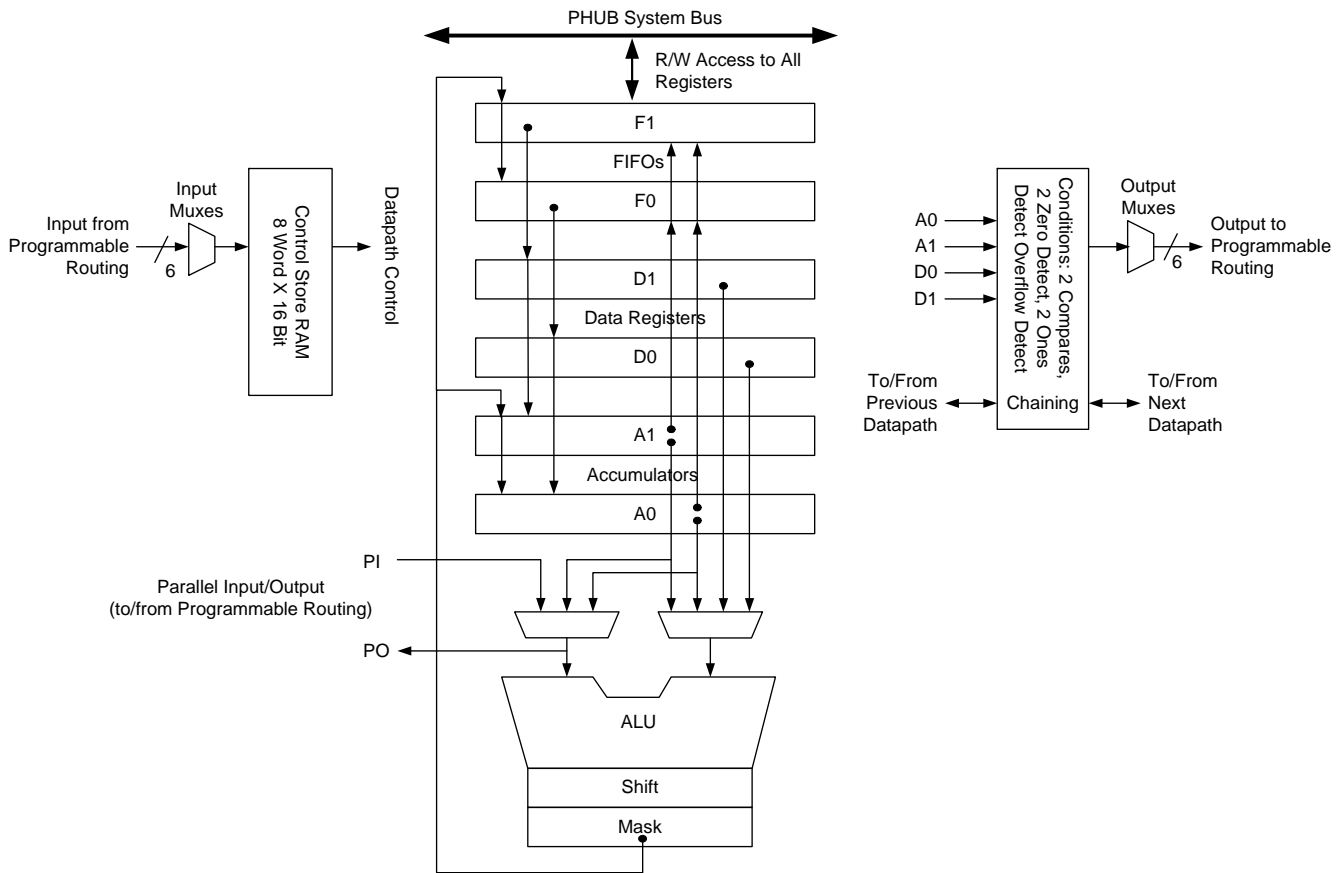 PHUB System Bus
R/W Access to All
Registers
F1
FIFOs
F0
D1
Data Registers
D0
A1
Accumulators
A0
Input from
Programmable
Routing
6
Input
Muxes
Control Store RAM
8 Word X 16 Bit
Datapath Control
A0
A1
D0
D1
Conditions: 2 Compares,
2 Zero Detect, 2 Ones
Detect Overflow Detect
Output
Muxes
6
Output to
Programmable
Routing
To/From
Previous
Datapath
Chaining
To/From
Next
Datapath
PI
Parallel Input/Output
(to/from Programmable Routing)
PO
ALU
Shift
Mask